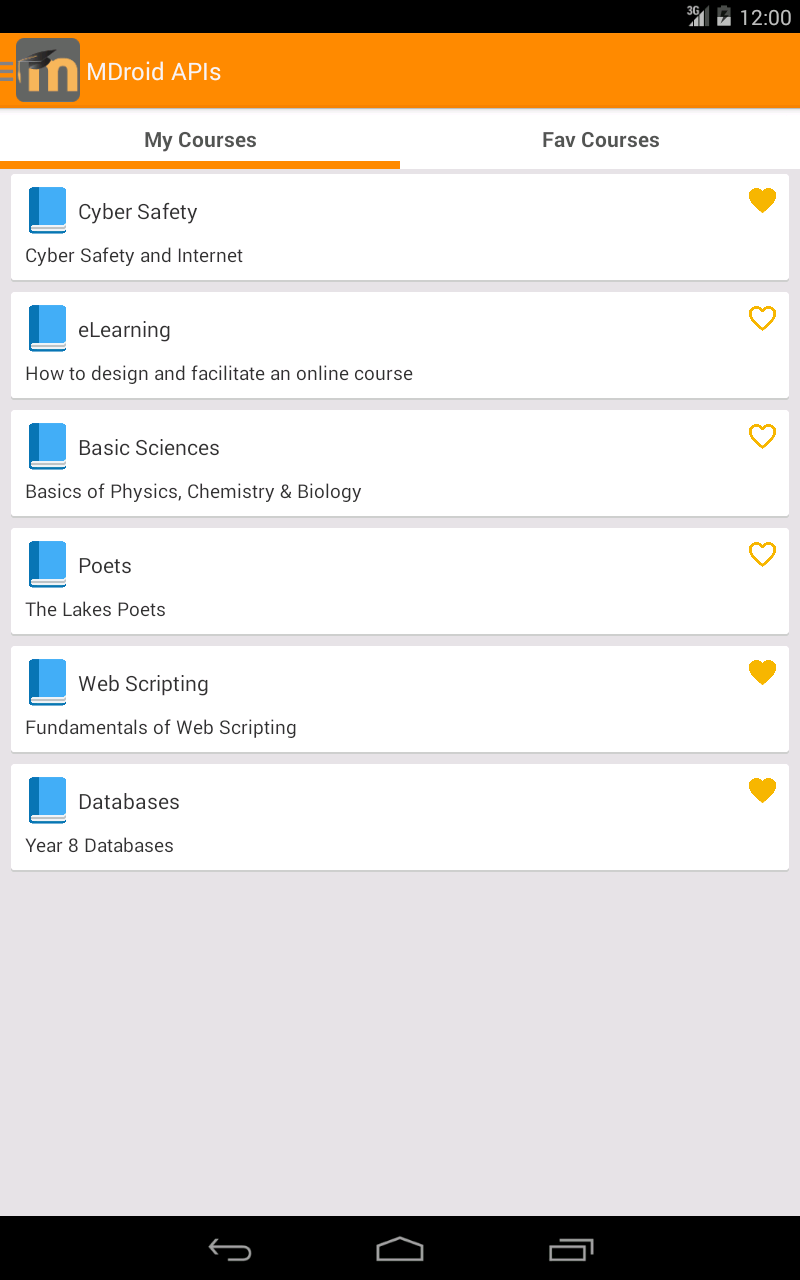 3G 12:00
m MDroid APIs
My Courses Fav Courses
Cyber Safety
Cyber Safety and Internet
eLearning
How to design and facilitate an online course
Basic Sciences
Basics of Physics, Chemistry & Biology
Poets
The Lakes Poets
Web Scripting
Fundamentals of Web Scripting
Databases
Year 8 Databases